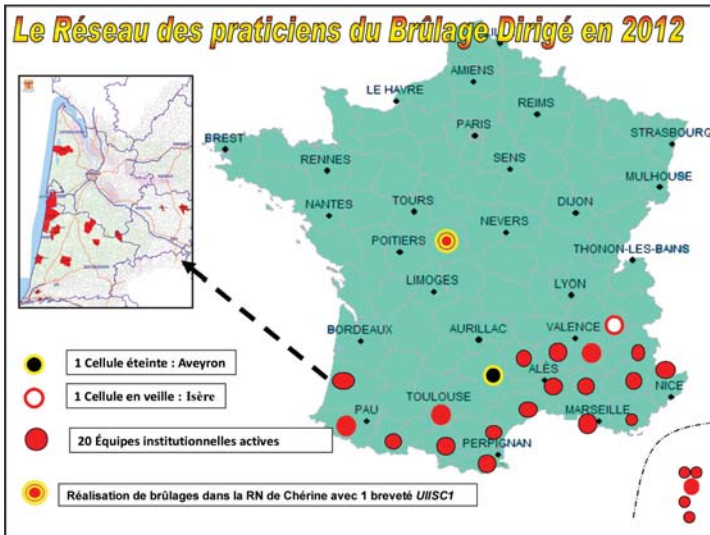 Le Réseau des praticiens du Brûlage Dirigé en 2012
AMIENS
LE HAVRE
REIMS
PARIS
STRASBOURG
BREST
RENNES
SENS
MULHOUSE
NANTES
TOURS
DIJON
NEVERS
POITIERS
THONON-LES-BAINS
LIMOGES
LYON
BORDEAUX
AURILLAC
VALENCE
1 Cellule éteinte : Aveyron
ALÈS
1 Cellule en veille : Isère
TOULOUSE
NICE
PAU
MARSEILLE
20 Équipes institutionnelles actives
PERPIGNAN
Réalisation de brûlages dans la RN de Chérine avec 1 breveté UIISC1